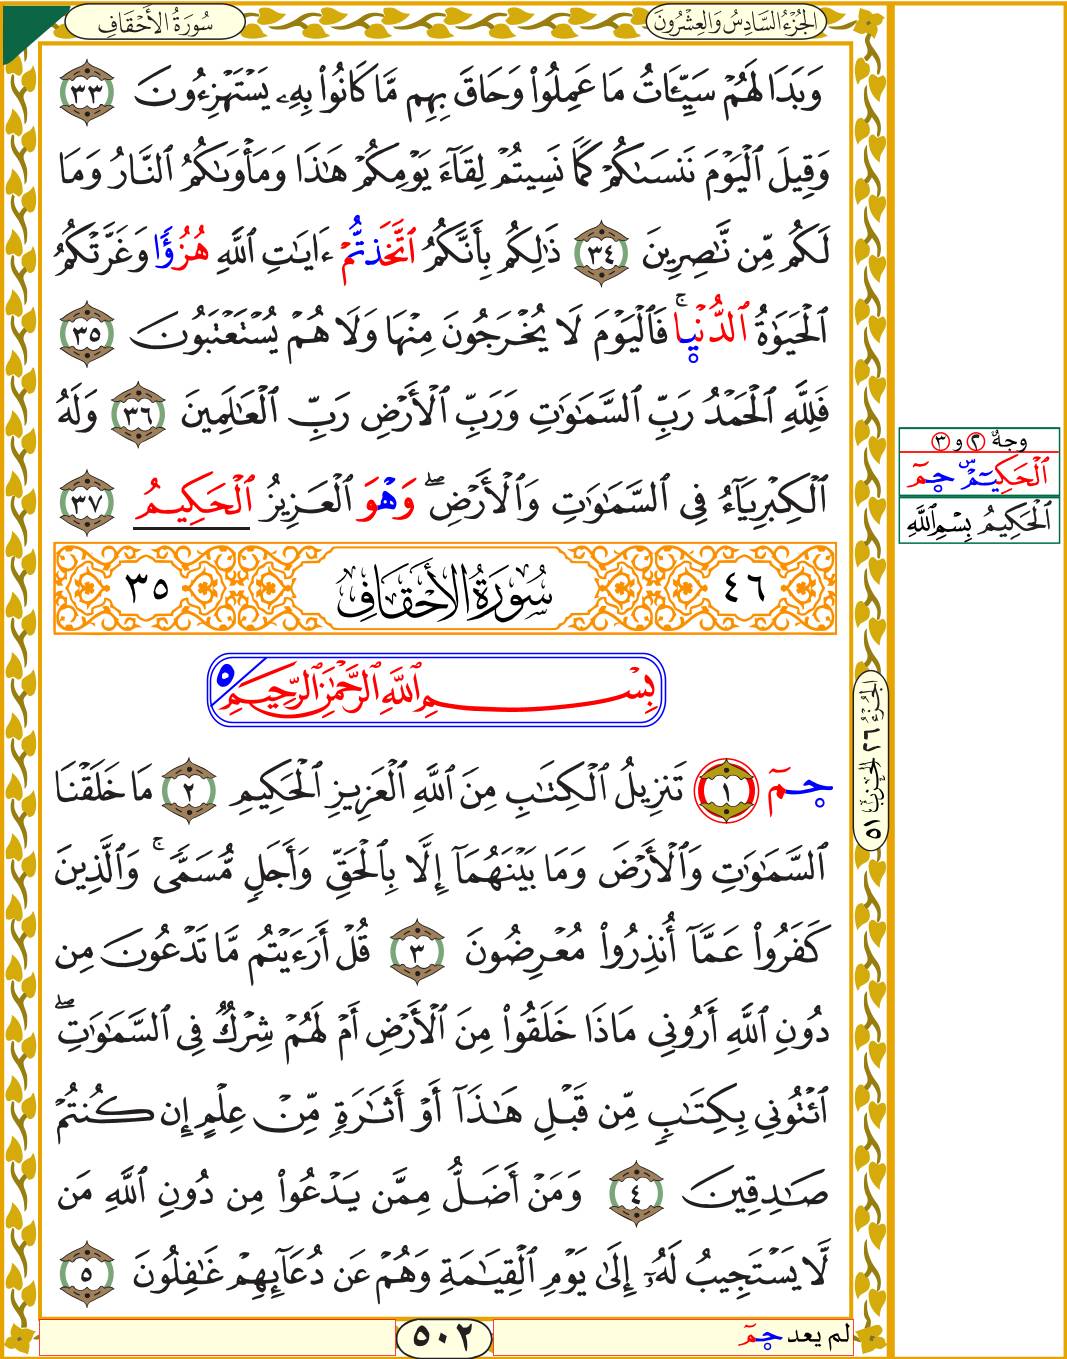 الجُزْءُ السَّادِسُ وَالعِشْرُونَ
سُورَةُ الأَحْقَافِ
وَبَدَا لَهُمْ سَيِّئَاتُ مَا عَمِلُوا۟ وَحَاقَ بِهِم مَّا كَانُوا۟ بِهِۦ يَسْتَهْزِءُونَ ٣٣
وَقِيلَ ٱلْيَوْمَ نَنسَىٰكُمْ كَمَا نَسِيتُمْ لِقَآءَ يَوْمِكُمْ هَٰذَا وَمَأْوَىٰكُمُ ٱلنَّارُ وَمَا
لَكُم مِّن نَّٰصِرِينَ ٣٤ ذَٰلِكُم بِأَنَّكُمُ ٱتَّخَذتُّمْ ءَايَٰتِ ٱللَّهِ هُزُؤًا وَغَرَّتْكُمُ
ٱلْحَيَوٰةُ ٱلدُّنْيَا ۚ فَٱلْيَوْمَ لَا يُخْرَجُونَ مِنْهَا وَلَا هُمْ يُسْتَعْتَبُونَ ٣٥
فَلِلَّهِ ٱلْحَمْدُ رَبِّ ٱلسَّمَٰوَٰتِ وَرَبِّ ٱلْأَرْضِ رَبِّ ٱلْعَٰلَمِينَ ٣٦ وَلَهُ
ٱلْكِبْرِيَآءُ فِى ٱلسَّمَٰوَٰتِ وَٱلْأَرْضِ ۖ وَهْوَ ٱلْعَزِيزُ ٱلْحَكِيمُ ٣٧
وجهٌ ٢ و ٣
ٱلْحَكِيمُ ۜ حمٓ
ٱلْحَكِيمُ بِسْمِ ٱللَّهِ
٤٦ سُورَةُ الأَحْقَافِ ٣٥
بِسْمِ ٱللَّهِ ٱلرَّحْمَٰنِ ٱلرَّحِيمِ ٥
حمٓ ١ تَنزِيلُ ٱلْكِتَٰبِ مِنَ ٱللَّهِ ٱلْعَزِيزِ ٱلْحَكِيمِ ٢ مَا خَلَقْنَا
ٱلسَّمَٰوَٰتِ وَٱلْأَرْضَ وَمَا بَيْنَهُمَآ إِلَّا بِٱلْحَقِّ وَأَجَلٍ مُّسَمًّى ۚ وَٱلَّذِينَ
كَفَرُوا۟ عَمَّآ أُنذِرُوا۟ مُعْرِضُونَ ٣ قُلْ أَرَءَيْتُم مَّا تَدْعُونَ مِن
دُونِ ٱللَّهِ أَرُونِى مَاذَا خَلَقُوا۟ مِنَ ٱلْأَرْضِ أَمْ لَهُمْ شِرْكٌ فِى ٱلسَّمَٰوَٰتِ ۖ
ٱئْتُونِى بِكِتَٰبٍ مِّن قَبْلِ هَٰذَآ أَوْ أَثَٰرَةٍ مِّنْ عِلْمٍ إِن كُنتُمْ
صَٰدِقِينَ ٤ وَمَنْ أَضَلُّ مِمَّن يَدْعُوا۟ مِن دُونِ ٱللَّهِ مَن
لَّا يَسْتَجِيبُ لَهُۥٓ إِلَىٰ يَوْمِ ٱلْقِيَٰمَةِ وَهُمْ عَن دُعَآئِهِمْ غَٰفِلُونَ ٥
الجُزْءُ ٢٦ الحِزْبُ ٥١
لم يعد حمٓ
٥٠٢